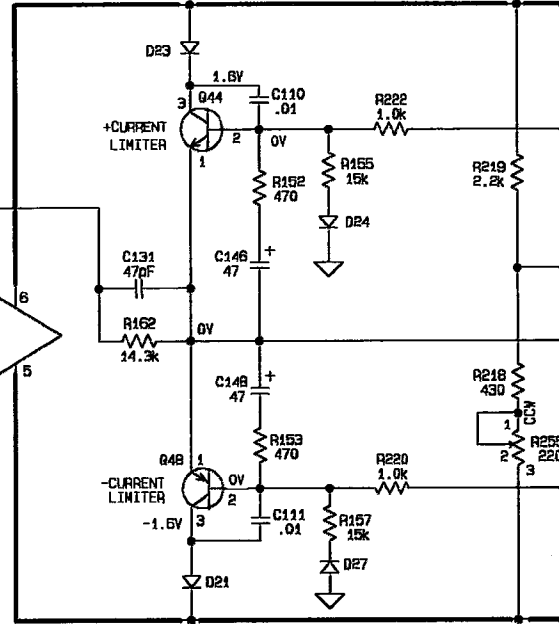 D23
1.6V
3
Q44
C110
.01
+CURRENT
LIMITER
2
0V
1
R222
1.0k
R155
15k
R219
2.2k
R152
470
D24
C131
47pF
C146
47
+
6
R162
14.3k
0V
5
C148
47
+
R218
430
CCW
1
R255
220
2
3
R153
470
Q48
1
-CURRENT
LIMITER
0V
2
R220
1.0k
-1.6V
3
C111
.01
R157
15k
D27
D21